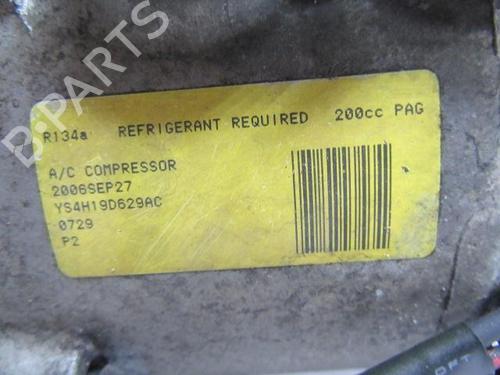 R134a REFRIGERANT REQUIRED 200cc PAG
A/C COMPRESSOR
2006SEP27
YS4H19D629AC
0729
P2
B-PARTS